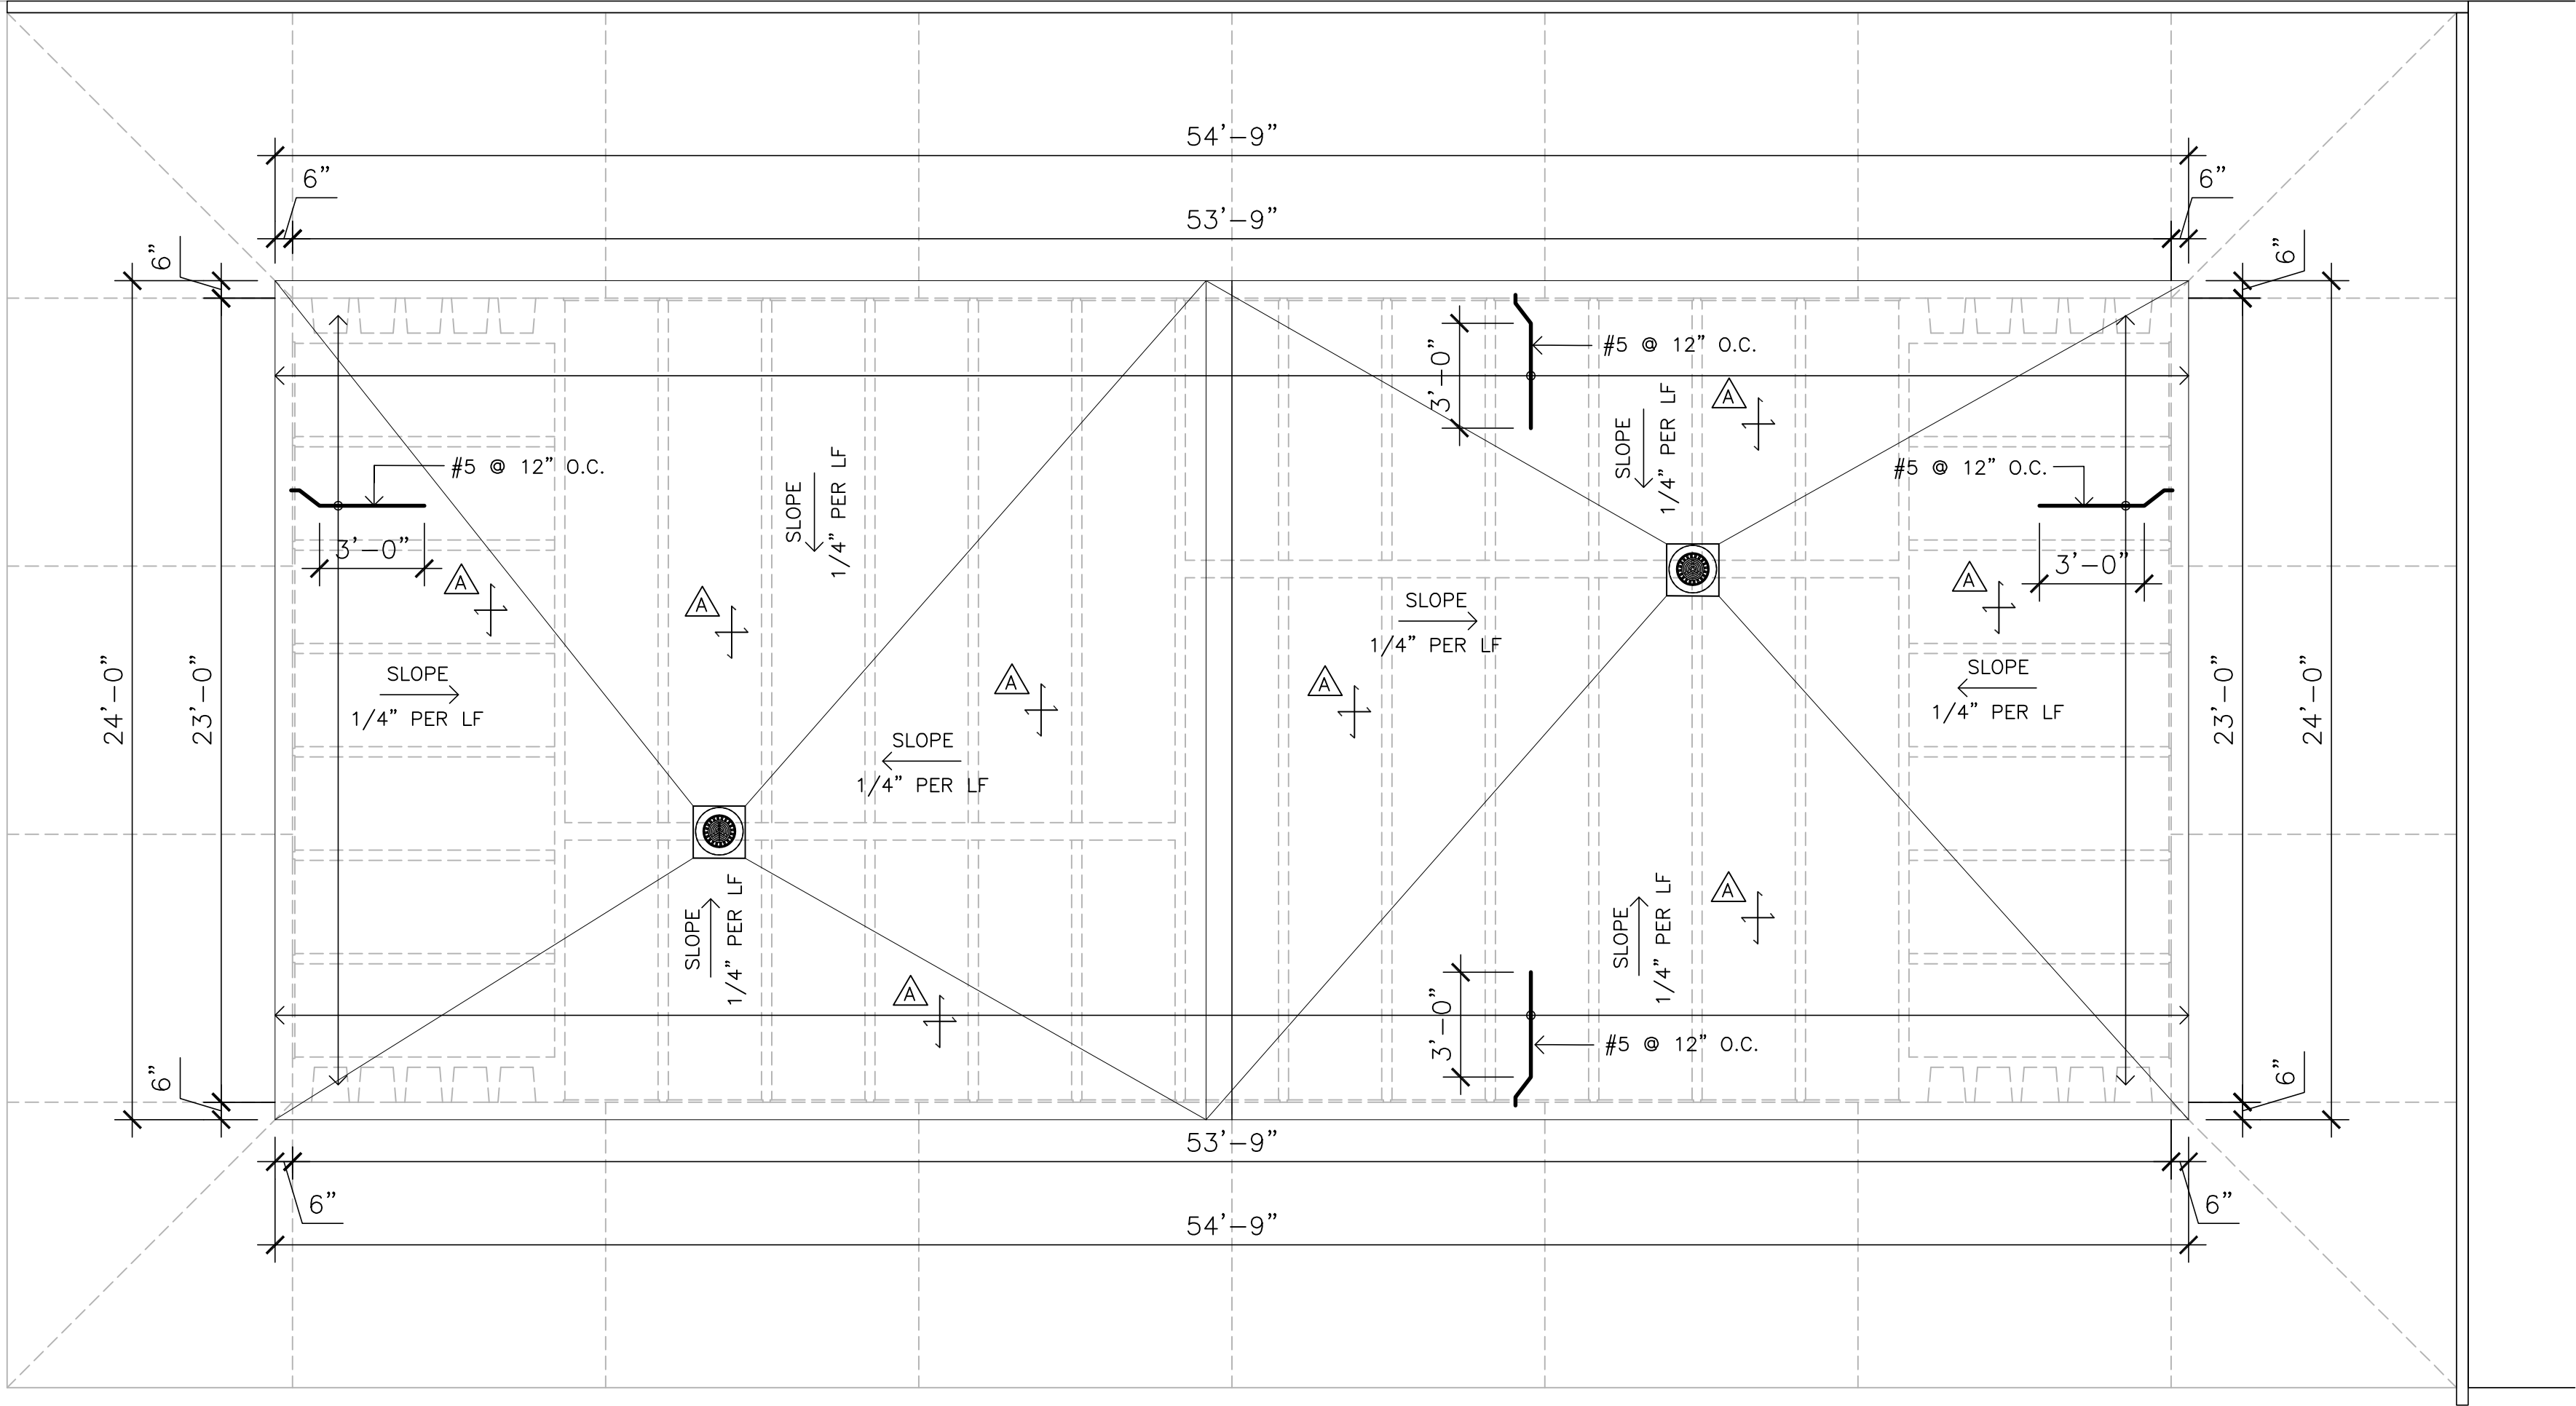 54'-9"
6"
6"
53'-9"
6"
6"
#5 @ 12" O.C.
3'-0"
A
SLOPE
1/4" PER LF
#5 @ 12" O.C.
SLOPE
1/4" PER LF
#5 @ 12" O.C.
3'-0"
3'-0"
A
A
A
SLOPE
1/4" PER LF
A
A
SLOPE
1/4" PER LF
SLOPE
1/4" PER LF
24'-0"
23'-0"
23'-0"
24'-0"
SLOPE
1/4" PER LF
A
SLOPE
1/4" PER LF
SLOPE
1/4" PER LF
A
3'-0"
#5 @ 12" O.C.
6"
6"
53'-9"
6"
6"
54'-9"